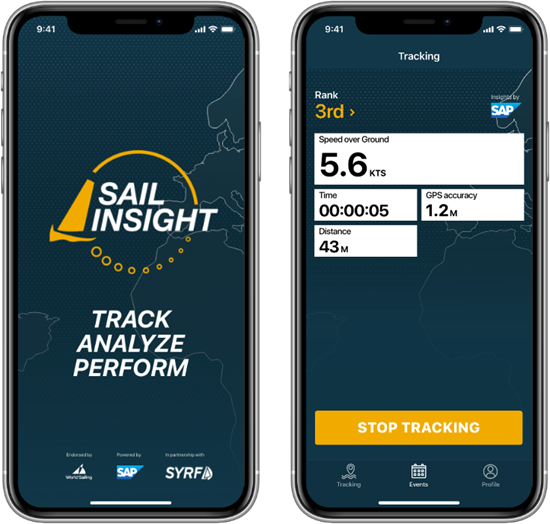 9:41
SAIL
INSIGHT
TRACK
ANALYZE
PERFORM
Endorsed by
Powered by
In partnership with
World Sailing
SAP
SYRF
9:41
Tracking
Rank
3rd >
Insights by
SAP
Speed over Ground
5.6 KTS
Time
00:00:05
GPS accuracy
1.2 M
Distance
43 M
STOP TRACKING
Tracking
Events
Profile